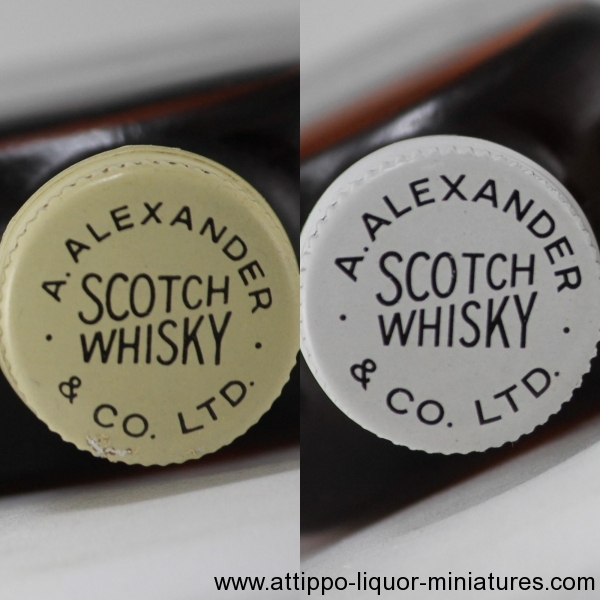 A. ALEXANDER
SCOTCH
WHISKY
& CO. LTD.
A. ALEXANDER
SCOTCH
WHISKY
& CO. LTD.
www.attippo-liquor-miniatures.com